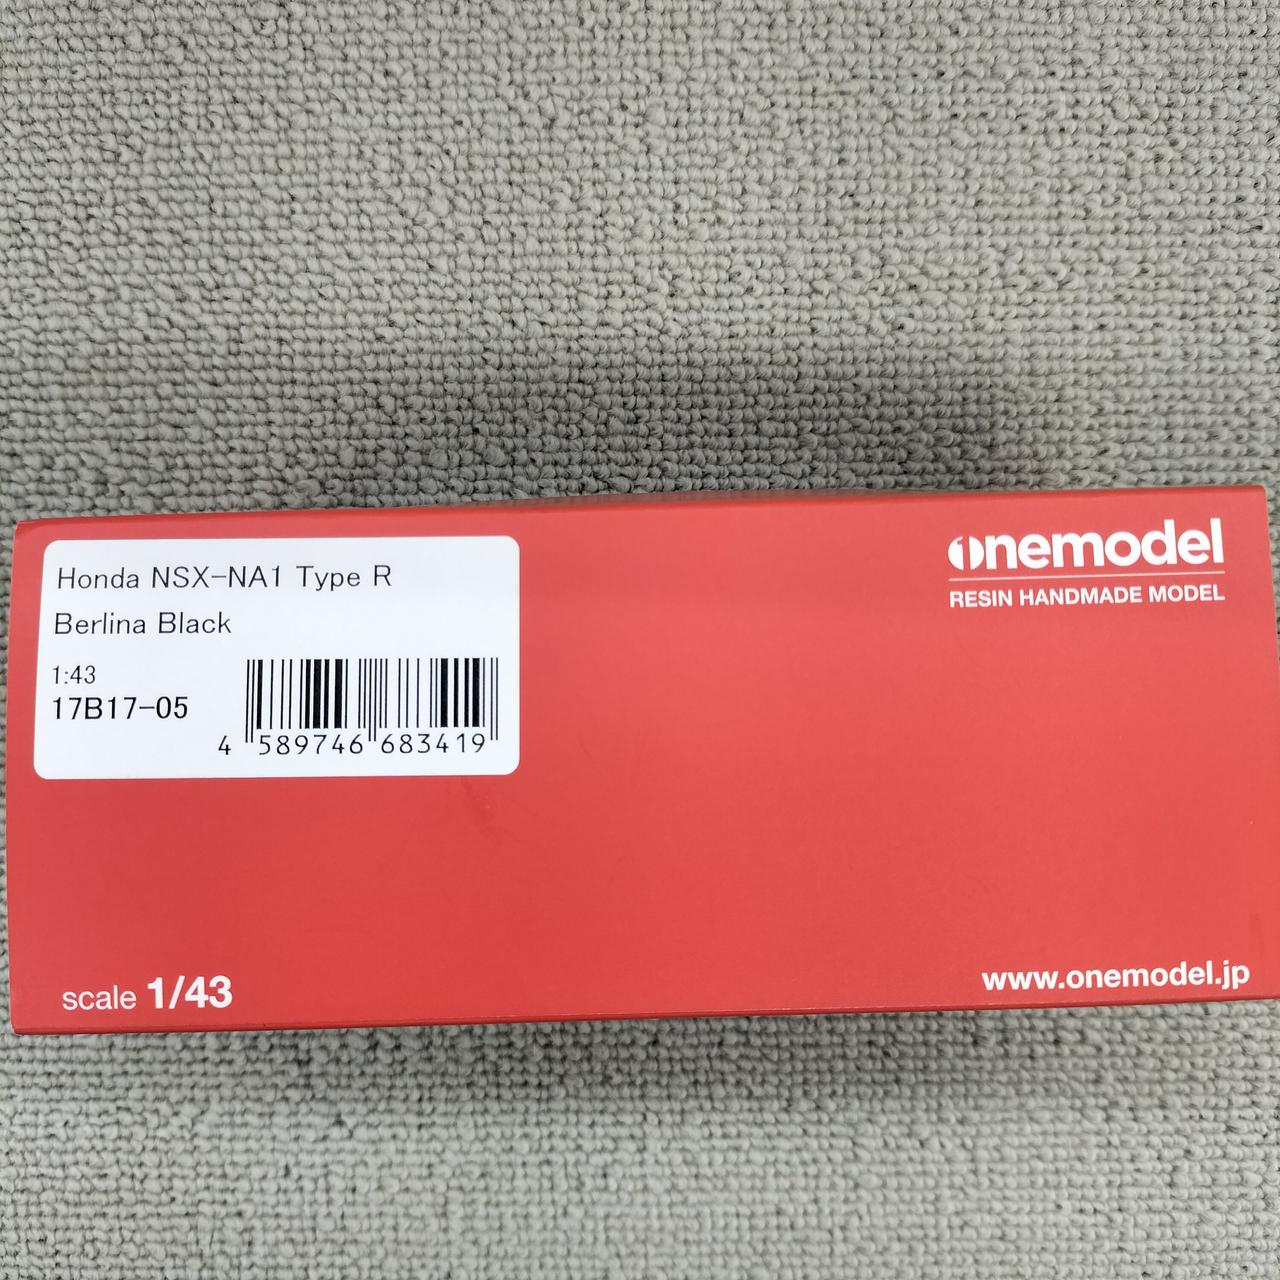 Honda NSX-NA1 Type R
Berlina Black
1:43
17B17-05
4 589746 683419
onemodel
RESIN HANDMADE MODEL
scale 1/43
www.onemodel.jp